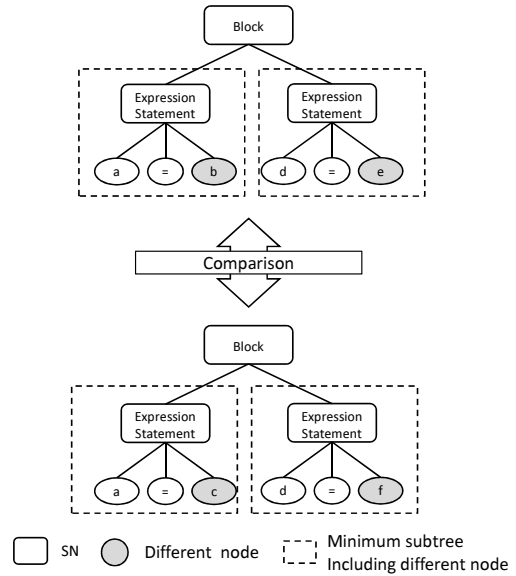 Block
Expression
Statement
Expression
Statement
a = b d = e
Comparison
Block
Expression
Statement
Expression
Statement
a = c d = f
SN Different node Minimum subtree
Including different node